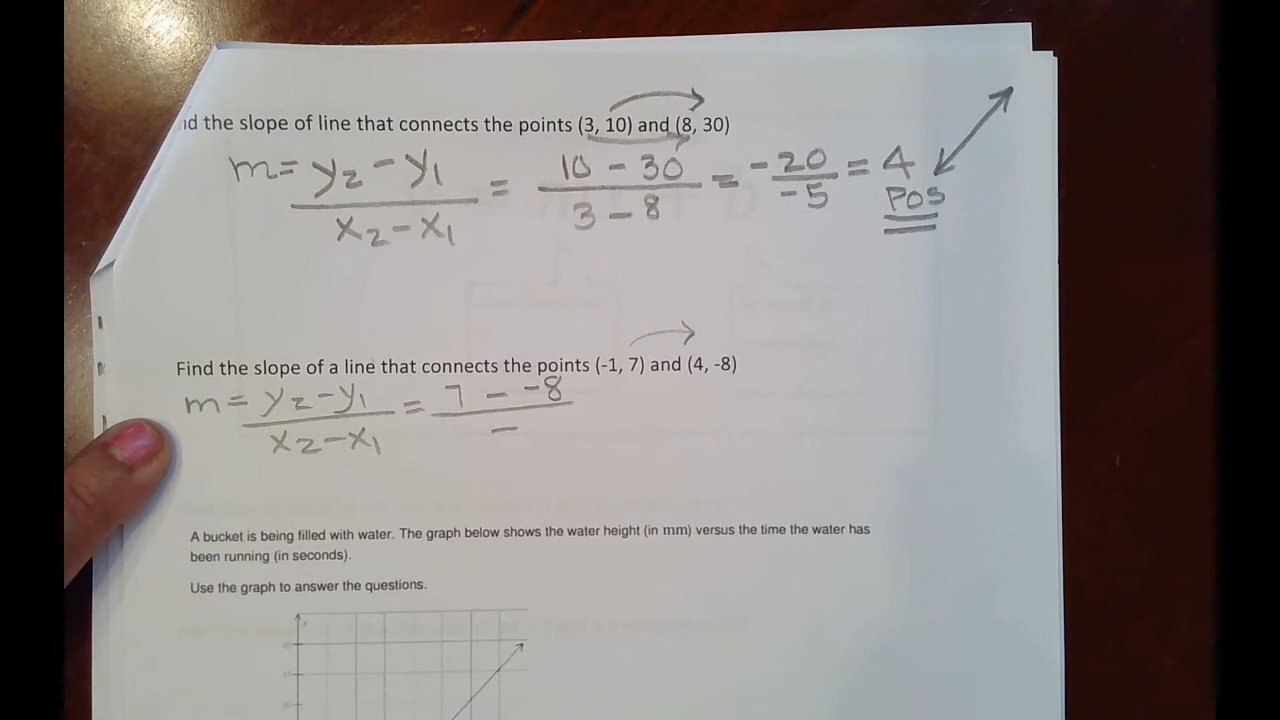 d the slope of line that connects the points (3, 10) and (8, 30)
m = y2 - y1 / x2 - x1 = 10 - 30 / 3 - 8 = -20 / -5 = 4
POS
Find the slope of a line that connects the points (-1, 7) and (4, -8)
m = y2 - y1 / x2 - x1 = 7 - -8 / -
A bucket is being filled with water. The graph below shows the water height (in mm) versus the time the water has
been running (in seconds).
Use the graph to answer the questions.
y